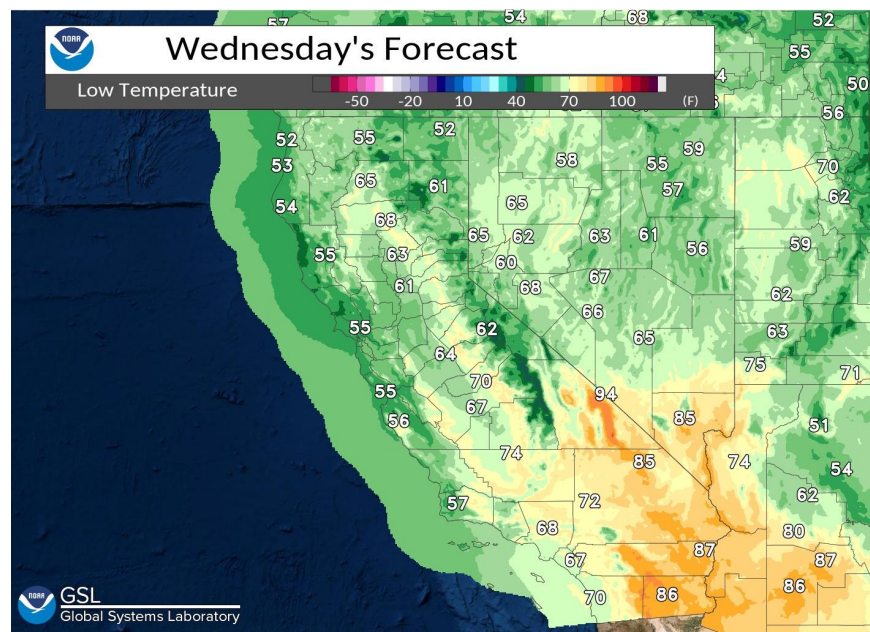 57 54 68 52
NOAA
Wednesday's Forecast
55
Low Temperature
-50 -20 10 40 70 100 (F)
50
56
52 55 52
53 58 55 59 70
65 61 57 62
54 65
68
55 63 65 62 63 61 56 59
60
61 68 67 62
66
55 62 65 63
64 75 71
70
55 67 94
56 85 51
74 85 74 54
57 72 62
68 80
67 87 87
70 86 86
NOAA
GSL
Global Systems Laboratory